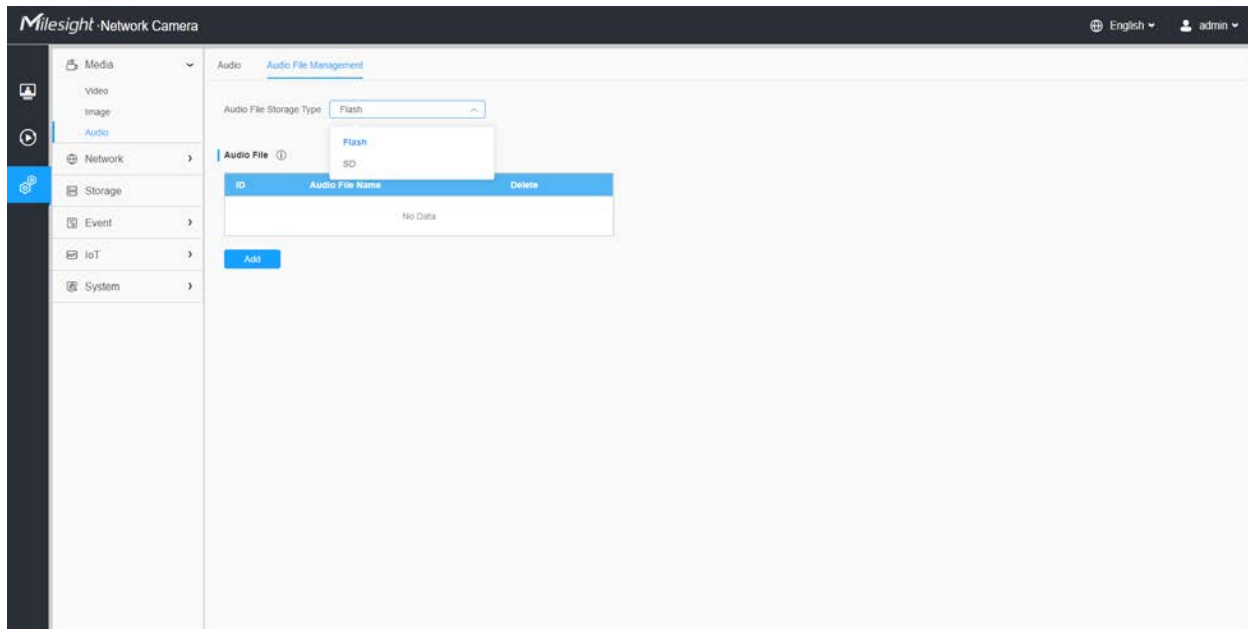 Milesight·Network Camera
English
admin
Media
Video
Image
Audio
Network
Storage
Event
IoT
System
Audio
Audio File Management
Audio File Storage Type
Flash
Flash
SD
Audio File
ID Audio File Name Delete
No Data
Add